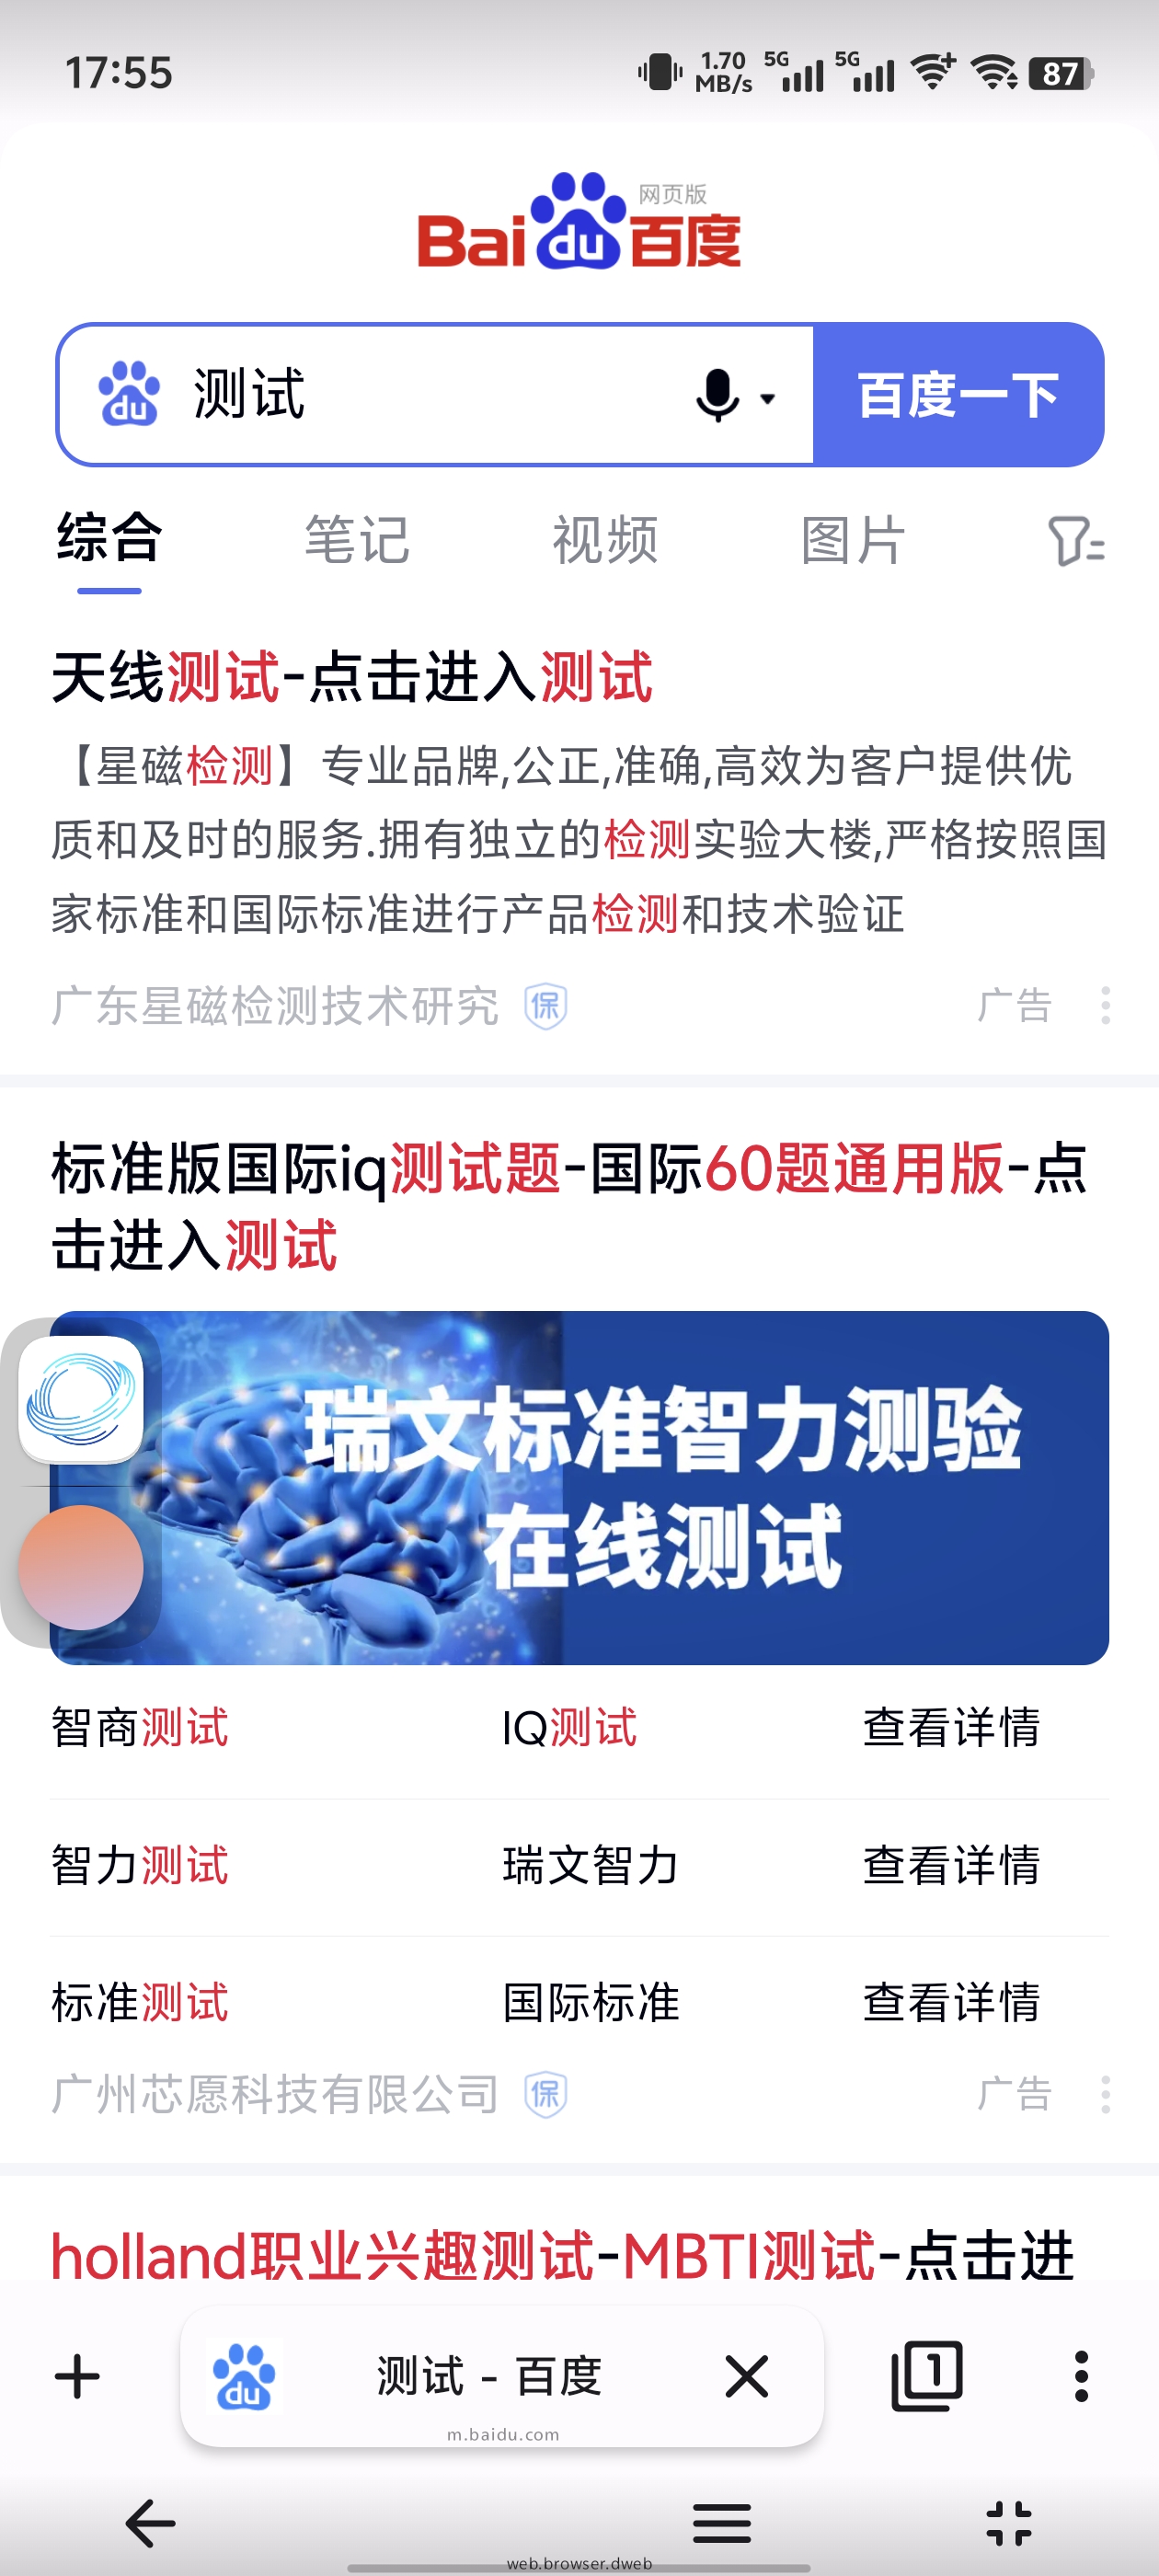 17:55
1.70 MB/s 5G 5G 87
网页版
Bai du 百度
du 测试 百度一下
综合 笔记 视频 图片
天线测试-点击进入测试
【星磁检测】专业品牌,公正,准确,高效为客户提供优
质和及时的服务.拥有独立的检测实验大楼,严格按照国
家标准和国际标准进行产品检测和技术验证
广东星磁检测技术研究 保 广告
标准版国际iq测试题-国际60题通用版-点
击进入测试
瑞文标准智力测验
在线测试
智商测试 IQ测试 查看详情
智力测试 瑞文智力 查看详情
标准测试 国际标准 查看详情
广州芯愿科技有限公司 保 广告
holland职业兴趣测试-MBTI测试-点击进
du 测试 - 百度 1
m.baidu.com
web.browser.dweb